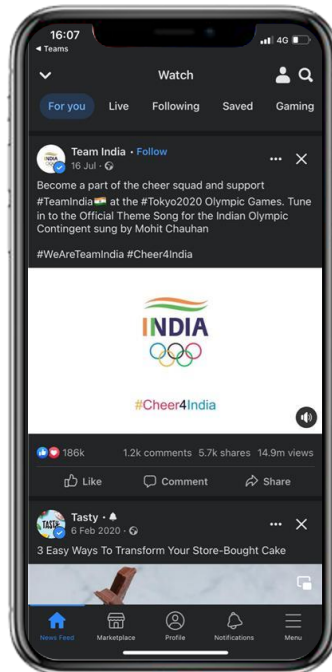 16:07
4G
◀ Teams
Watch
For you Live Following Saved Gaming
Team India • Follow
16 Jul •
Become a part of the cheer squad and support
#TeamIndia🇮🇳 at the #Tokyo2020 Olympic Games. Tune
in to the Official Theme Song for the Indian Olympic
Contingent sung by Mohit Chauhan
#WeAreTeamIndia #Cheer4India
INDIA
#Cheer4India
186k 1.2k comments 5.7k shares 14.9m views
Like Comment Share
TASTY
Tasty •
6 Feb 2020 •
3 Easy Ways To Transform Your Store-Bought Cake
News Feed Marketplace Profile Notifications Menu